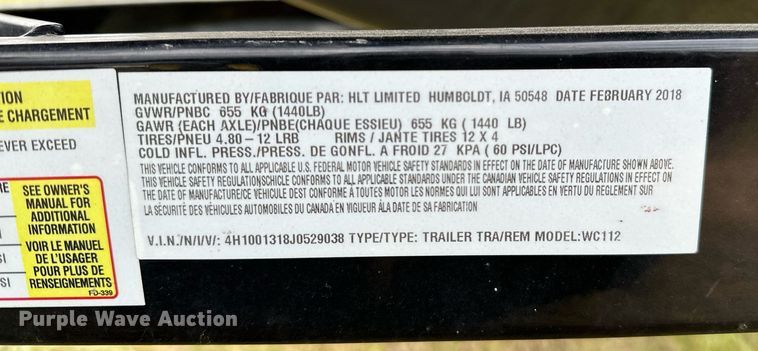 ION
E CHARGEMENT
EVER EXCEED
SEE OWNER'S
MANUAL FOR
ADDITIONAL
INFORMATION
VOIR LE MANUEL
DE L'USAGER
POUR PLUS DE
RENSEIGNEMENTS
FD-339
SI
SI
MANUFACTURED BY/FABRIQUE PAR: HLT LIMITED HUMBOLDT, IA 50548 DATE FEBRUARY 2018
GVWR/PNBC 655 KG (1440LB)
GAWR (EACH AXLE)/PNBE(CHAQUE ESSIEU) 655 KG ( 1440 LB)
TIRES/PNEU 4.80-12 LRB RIMS / JANTE TIRES 12 X 4
COLD INFL. PRESS./PRESS. DE GONFL. A FROID 27 KPA ( 60 PSI/LPC)
THIS VEHICLE CONFORMS TO ALL APPLICABLE U.S. FEDERAL MOTOR VEHICLE SAFETY STANDARDS IN EFFECT ON THE DATE OF MANUFACTURE SHOWN ABOVE.
THIS VEHICLE SAFETY REGULATIONSCHICLE CONFORMS TO ALL APPLICABLE STANDARDS UNDER THE CANADIAN VEHICLE SAFETY REGULATIONS IN EFFECT ON
THE DATE OF MANUFACTURE/CE VEHICULE DEST CONFORME À TOUTES MOTOR LES NORMES QUI LUI SONT APPLICABLES EN VERTU DU REGLEMENT SUR
LA SÉCURITÉ DES VÉHICULES AUTOMOBILES DU CANADÁ EN VIGUEUR ÀLA DATE DE SA FABRICATION
V.I.N./N/I/V/: 4H1001318J0529038 TYPE/TYPE: TRAILER TRA/REM MODEL:WC112
Purple Wave Auction